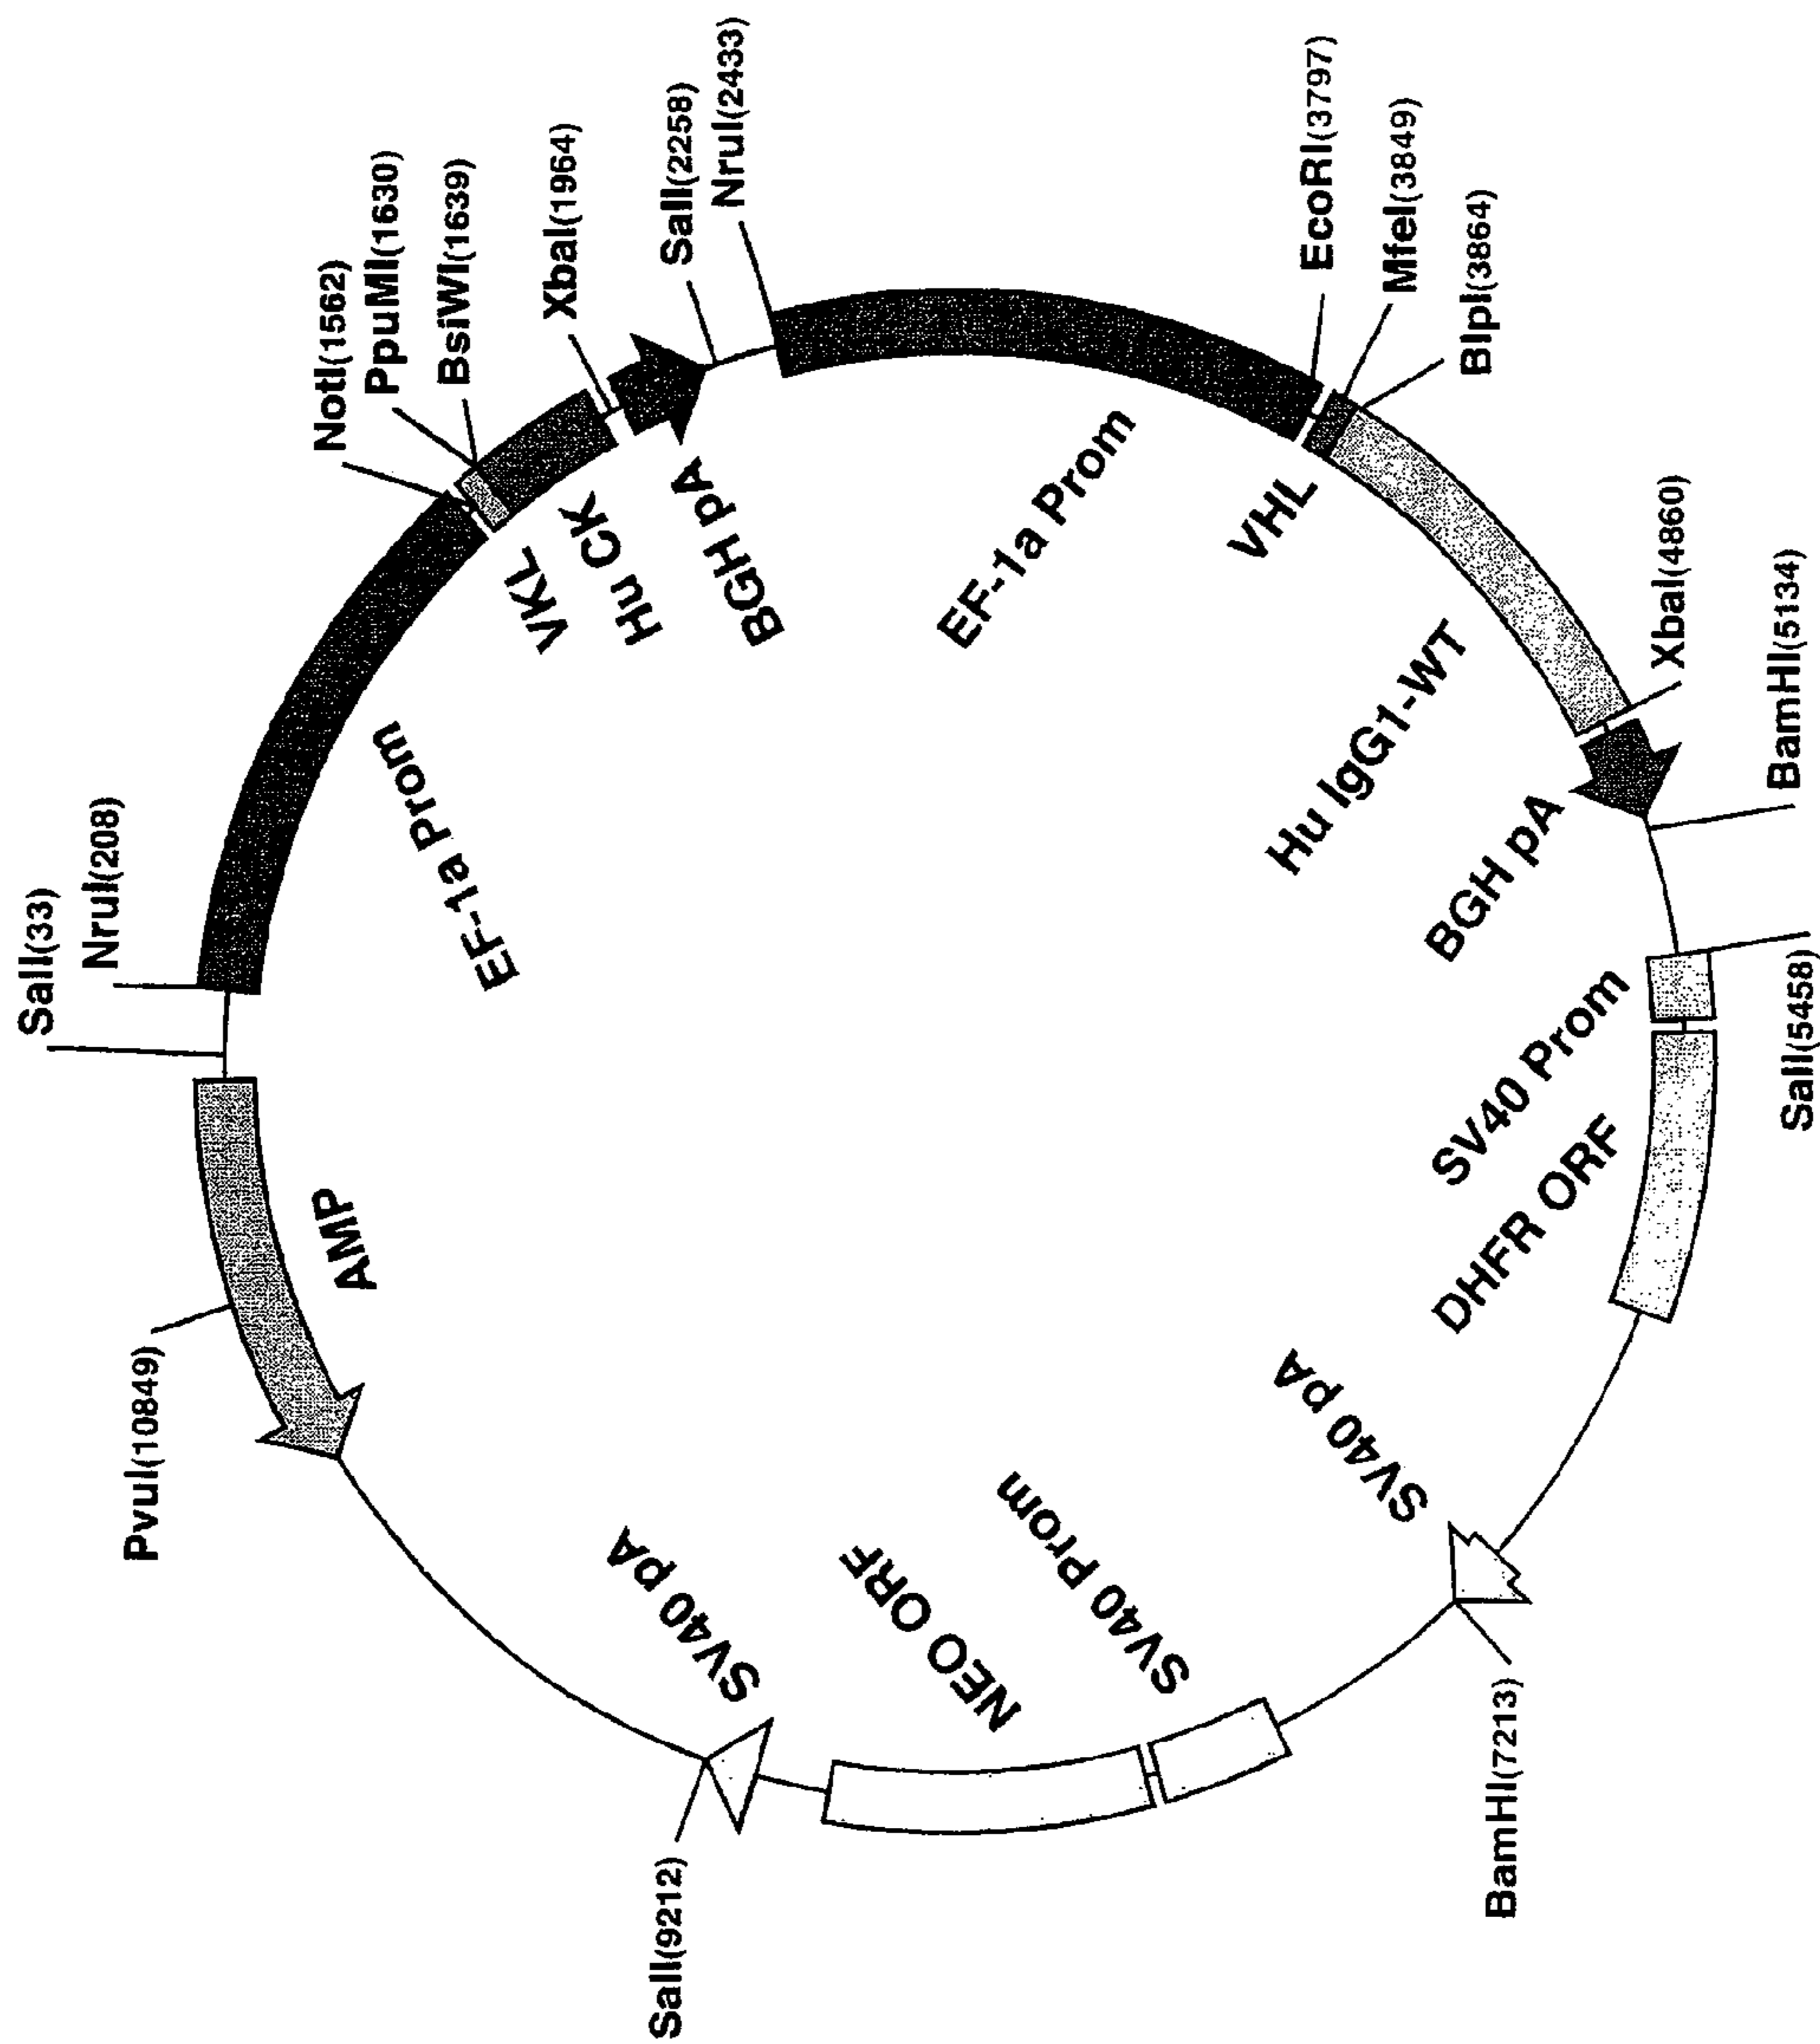 SalI(33)
NruI(208)
NotI(1562)
PpuMI(1630)
BsiWI(1639)
XbaI(1964)
SalI(2258)
NruI(2433)
EcoRI(3797)
MfeI(3849)
BlpI(3864)
XbaI(4860)
BamHI(5134)
SalI(5458)
BamHI(7213)
SalI(9212)
PvuI(10849)
EF-1a Prom
VKL
Hu CK
BGH pA
EF-1a Prom
VHL
Hu IgG1-WT
BGH pA
SV40 Prom
DHFR ORF
SV40 pA
SV40 Prom
NEO ORF
SV40 pA
AMP